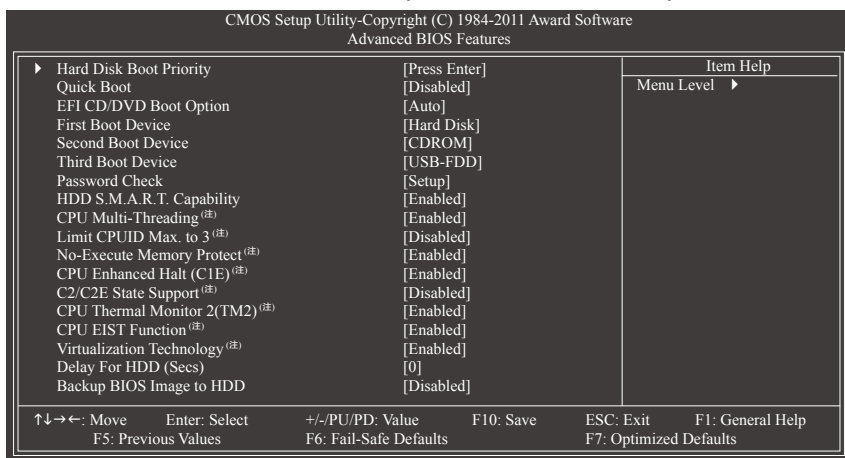 CMOS Setup Utility-Copyright (C) 1984-2011 Award Software
Advanced BIOS Features
Hard Disk Boot Priority [Press Enter]
Quick Boot [Disabled]
EFI CD/DVD Boot Option [Auto]
First Boot Device [Hard Disk]
Second Boot Device [CDROM]
Third Boot Device [USB-FDD]
Password Check [Setup]
HDD S.M.A.R.T. Capability [Enabled]
CPU Multi-Threading (注) [Enabled]
Limit CPUID Max. to 3 (注) [Disabled]
No-Execute Memory Protect (注) [Enabled]
CPU Enhanced Halt (C1E) (注) [Enabled]
C2/C2E State Support (注) [Disabled]
CPU Thermal Monitor 2(TM2) (注) [Enabled]
CPU EIST Function (注) [Enabled]
Virtualization Technology (注) [Enabled]
Delay For HDD (Secs) [0]
Backup BIOS Image to HDD [Disabled]
Item Help
Menu Level
↑↓→←: Move Enter: Select +/-/PU/PD: Value F10: Save ESC: Exit F1: General Help
F5: Previous Values F6: Fail-Safe Defaults F7: Optimized Defaults